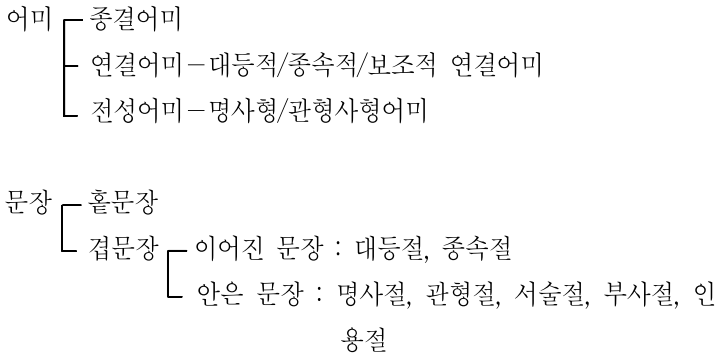 어미 종결어미
연결어미-대등적/종속적/보조적 연결어미
전성어미-명사형/관형사형어미
문장 홑문장
겹문장 이어진 문장 : 대등절, 종속절
안은 문장 : 명사절, 관형절, 서술절, 부사절, 인
용절